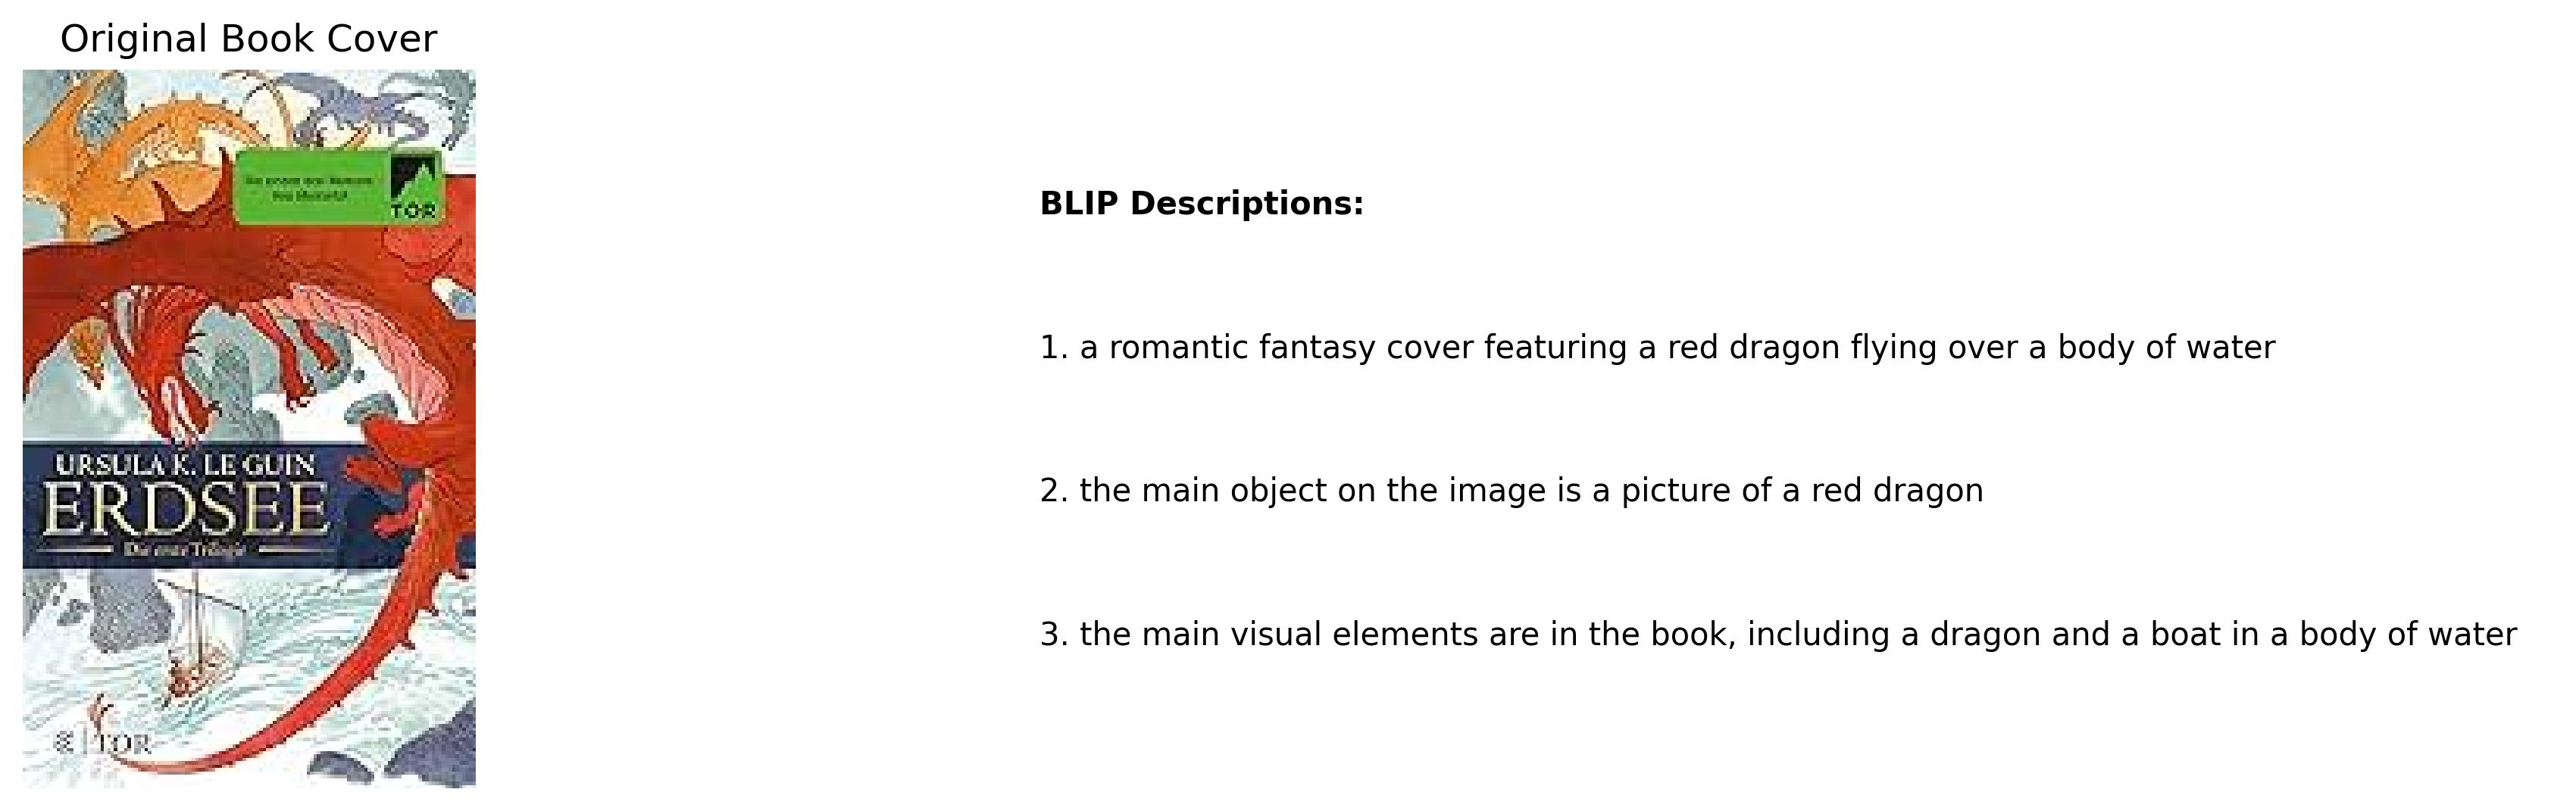 Original Book Cover
TOR
URSULA K. LE GUIN
ERDSEE
Die erste Trilogie
TOR
BLIP Descriptions:
1. a romantic fantasy cover featuring a red dragon flying over a body of water
2. the main object on the image is a picture of a red dragon
3. the main visual elements are in the book, including a dragon and a boat in a body of water